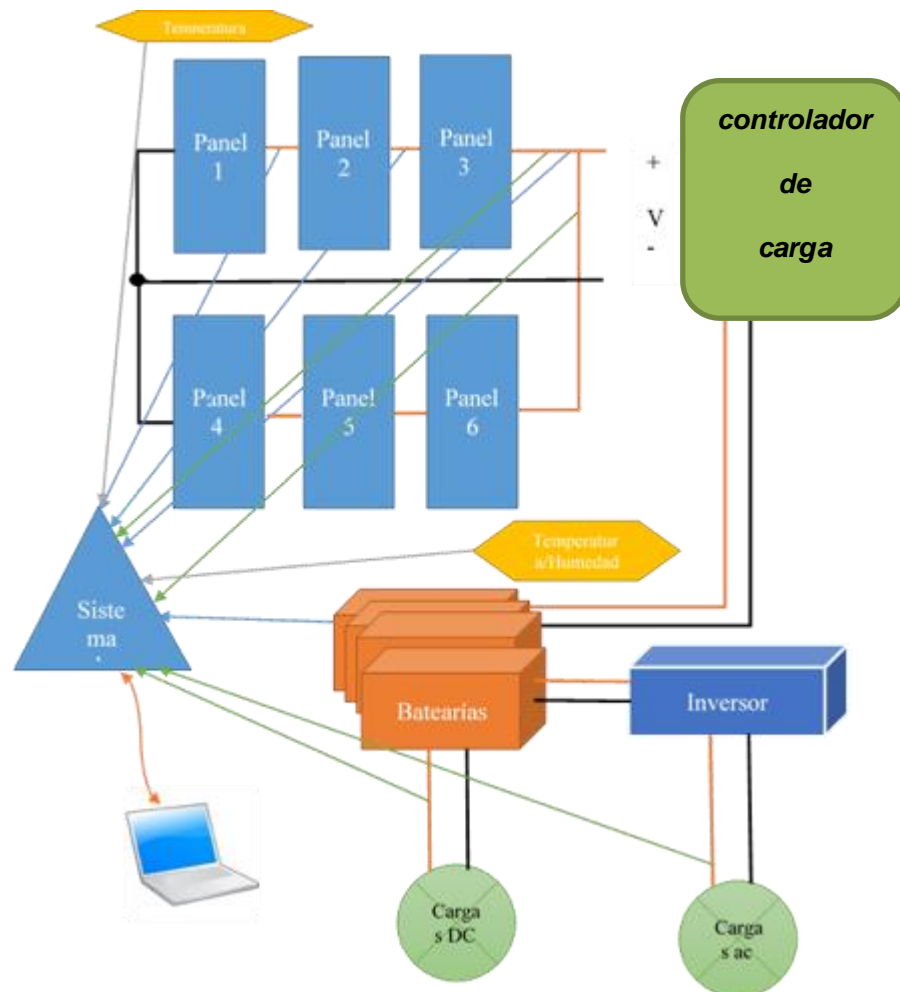 Temneratura
Panel
1
Panel
2
Panel
3
controlador
de
carga
+
V
-
Panel
4
Panel
5
Panel
6
Temperatur
a/Humedad
Siste
ma
Batearías
Inversor
Carga
s DC
Carga
s ac